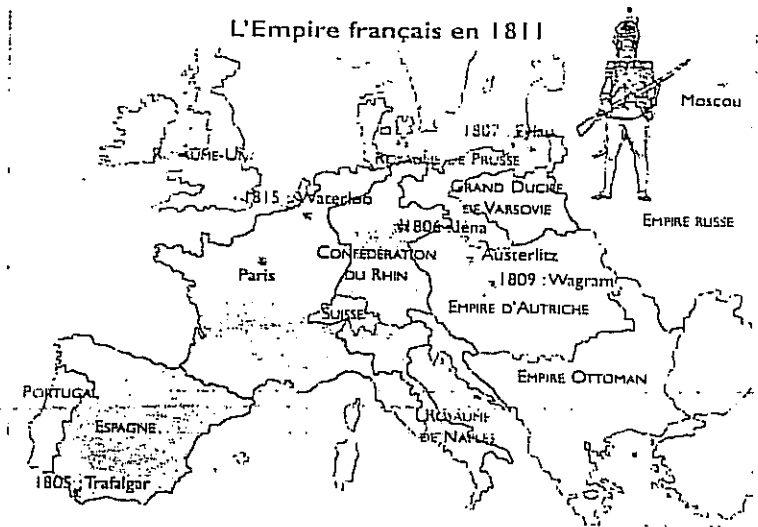 L'Empire français en 1811
Moscou
1807 : Eylau
ROYAUME-UNI
ROYAUME DE PRUSSE
1815 : Waterloo
GRAND DUCHÉ
DE VARSOVIE
EMPIRE RUSSE
1806 : Jéna
CONFÉDÉRATION
DU RHIN
Austerlitz
Paris
1809 : Wagram
SUISSE
EMPIRE D'AUTRICHE
EMPIRE OTTOMAN
PORTUGAL
ESPAGNE
ROYAUME
DE NAPLES
1805 : Trafalgar